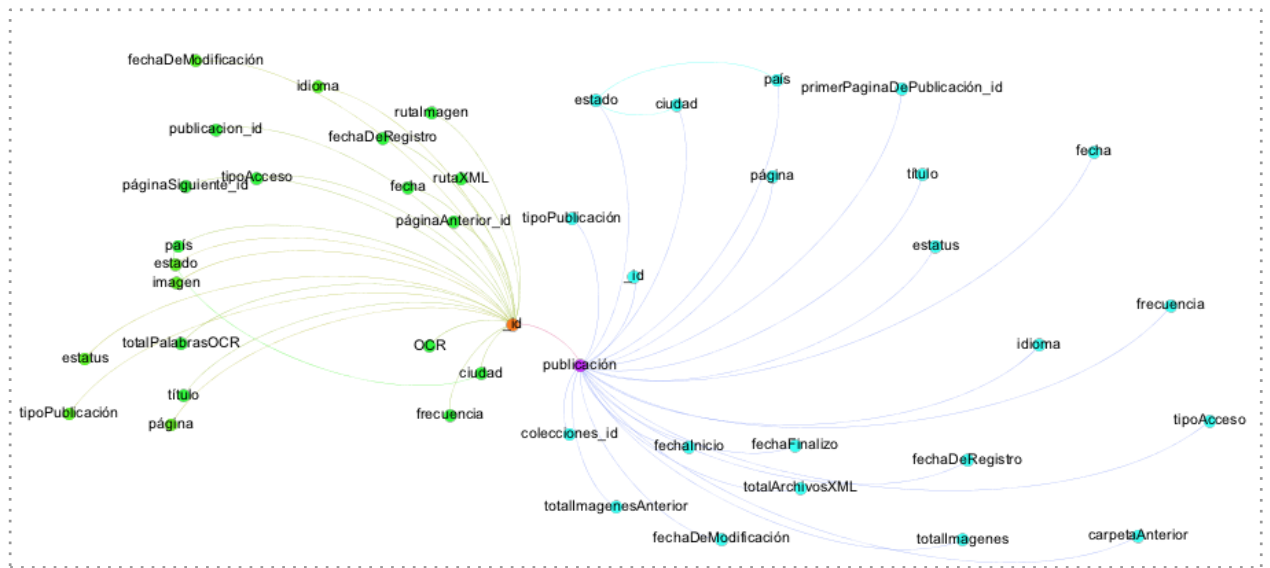 fechaDeModificación
idioma
rutaImagen
publicacion_id
fechaDeRegistro
páginaSiguiente_id
tipoAcceso
fecha
rutaXML
páginaAnterior_id
país
estado
imagen
_id
estatus
totalPalabrasOCR
OCR
ciudad
título
tipoPublicación
página
frecuencia
estado
ciudad
país
primerPaginaDePublicación_id
fecha
página
título
tipoPublicación
estatus
_id
frecuencia
idioma
publicación
tipoAcceso
colecciones_id
fechaInicio
fechaFinalizo
fechaDeRegistro
totalArchivosXML
totalImagenesAnterior
fechaDeModificación
totalImagenes
carpetaAnterior